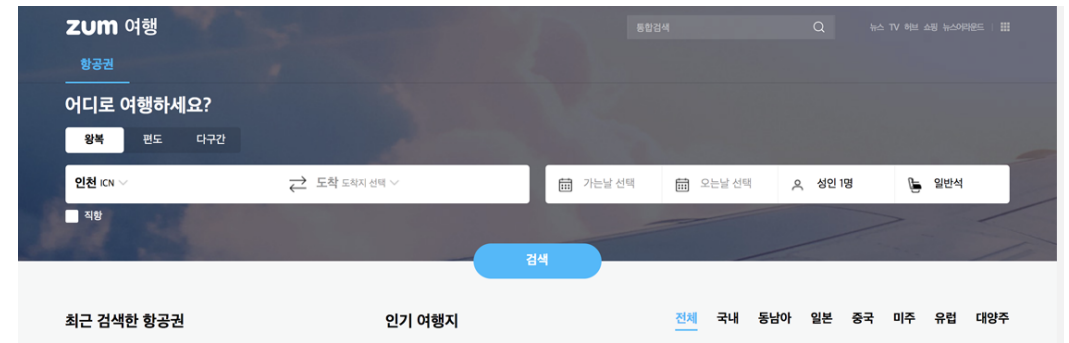 zum 여행 통합검색 뉴스 TV 허브 쇼핑 뉴스어라운드
항공권
어디로 여행하세요?
왕복 편도 다구간
인천 ICN 도착 도착지 선택 가는날 선택 오는날 선택 성인 1명 일반석
직항
검색
최근 검색한 항공권 인기 여행지 전체 국내 동남아 일본 중국 미주 유럽 대양주